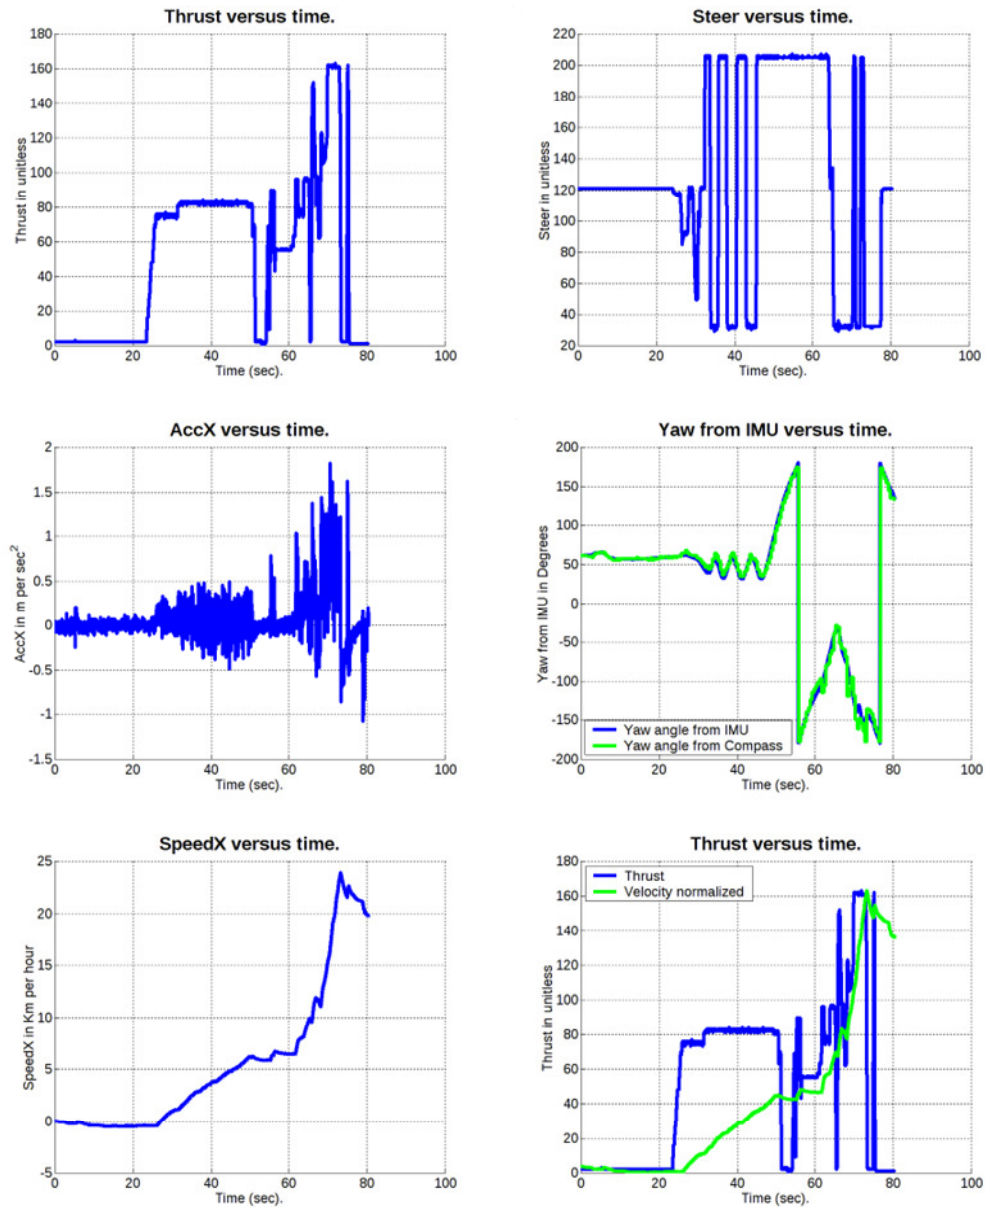 Thrust versus time.
180
160
140
120
100
80
60
40
20
0
Thrust in unitless
0 20 40 60 80 100
Time (sec).
Steer versus time.
220
200
180
160
140
120
100
80
60
40
20
Steer in unitless
0 20 40 60 80 100
Time (sec).
AccX versus time.
2
1.5
1
0.5
0
-0.5
-1
-1.5
AccX in m per sec²
0 20 40 60 80 100
Time (sec).
Yaw from IMU versus time.
200
150
100
50
0
-50
-100
-150
-200
Yaw from IMU in Degrees
Yaw angle from IMU
Yaw angle from Compass
0 20 40 60 80 100
Time (sec).
SpeedX versus time.
25
20
15
10
5
0
-5
SpeedX in Km per hour
0 20 40 60 80 100
Time (sec).
Thrust versus time.
180
160
140
120
100
80
60
40
20
0
Thrust in unitless
Thrust
Velocity normalized
0 20 40 60 80 100
Time (sec).